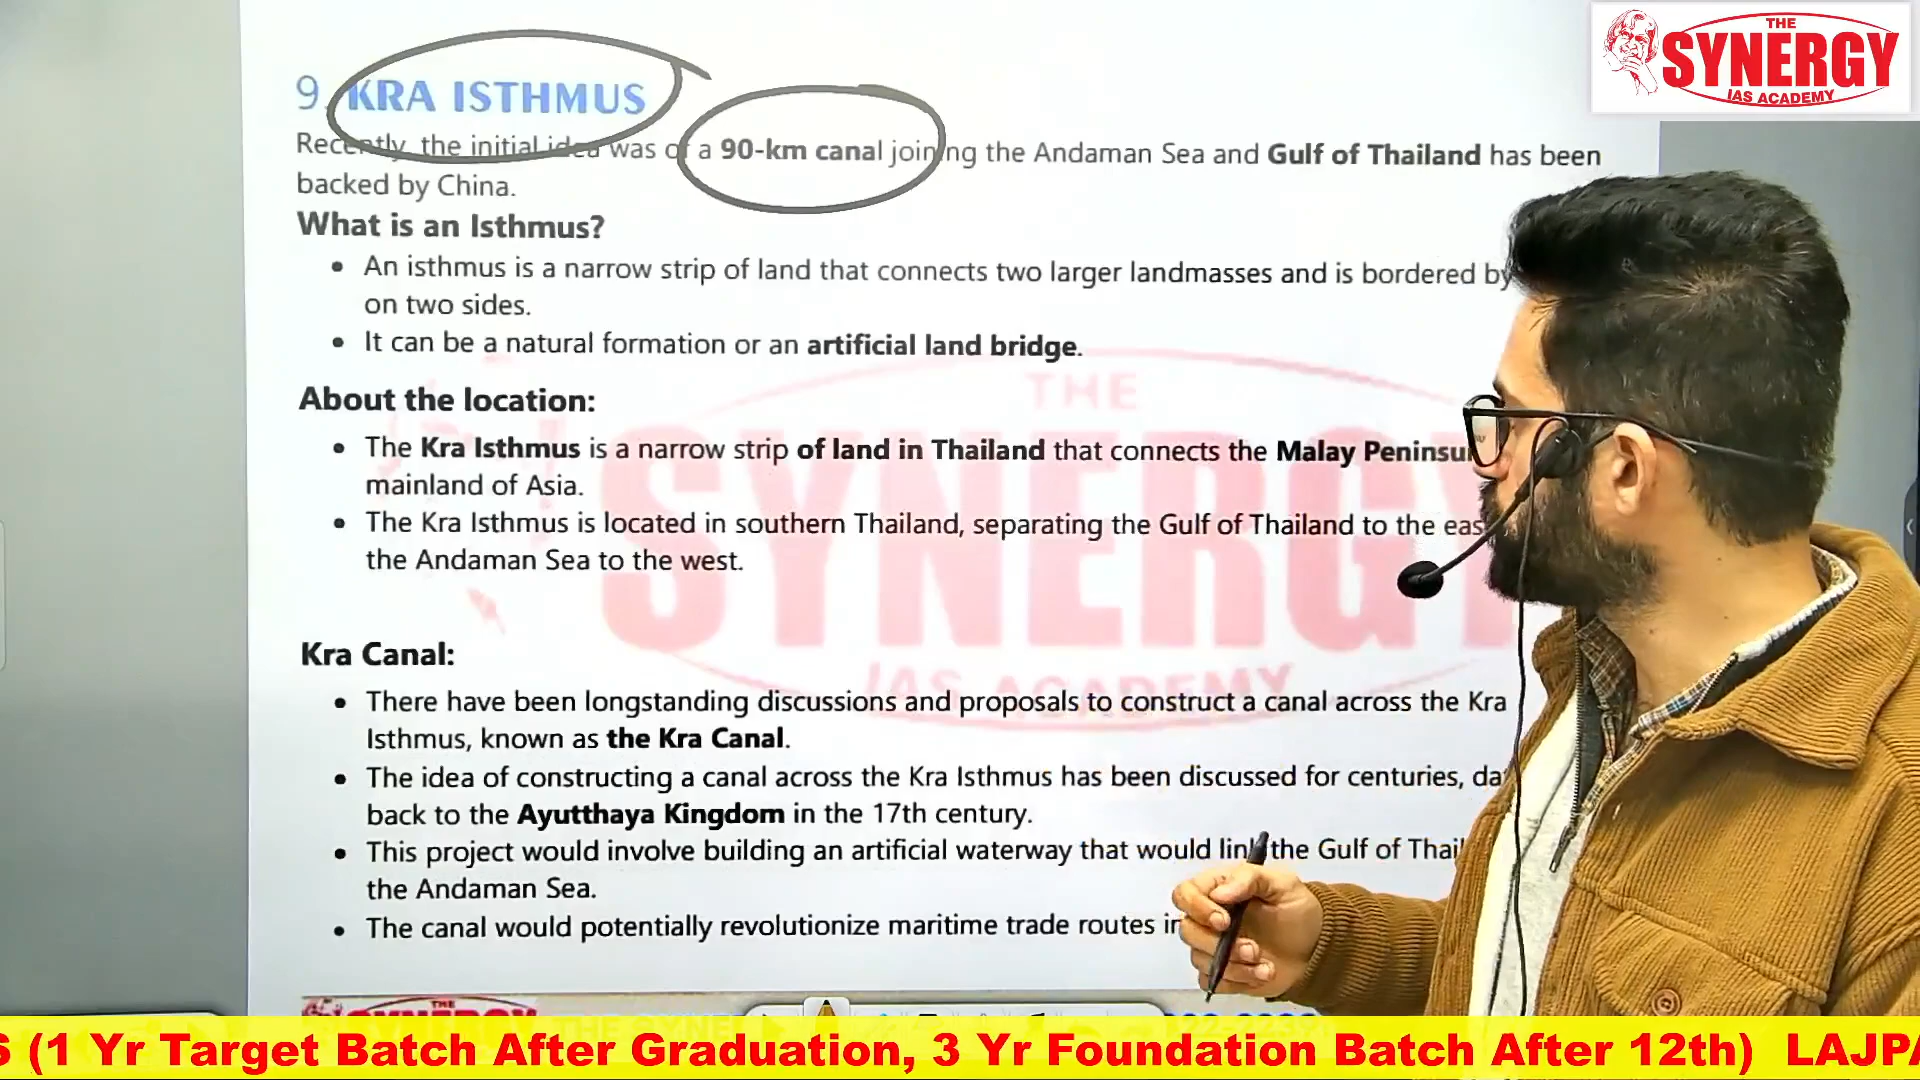 THE
SYNERGY
IAS ACADEMY
9. KRA ISTHMUS
Recently, the initial idea was of a 90-km canal joining the Andaman Sea and Gulf of Thailand has been
backed by China.
What is an Isthmus?
• An isthmus is a narrow strip of land that connects two larger landmasses and is bordered by
on two sides.
• It can be a natural formation or an artificial land bridge.
About the location:
• The Kra Isthmus is a narrow strip of land in Thailand that connects the Malay
mainland of Asia.
• The Kra Isthmus is located in southern Thailand, separating the Gulf of Thailand to the
the Andaman Sea to the west.
THE
SYNERGY
IAS ACADEMY
Kra Canal:
• There have been longstanding discussions and proposals to construct a canal across the Kra
Isthmus, known as the Kra Canal.
• The idea of constructing a canal across the Kra Isthmus has been discussed for centuries,
back to the Ayutthaya Kingdom in the 17th century.
• This project would involve building an artificial waterway that would link the Gulf of
the Andaman Sea.
• The canal would potentially revolutionize maritime trade routes
THE
S (1 Yr Target Batch After Graduation, 3 Yr Foundation Batch After 12th) LAJPA